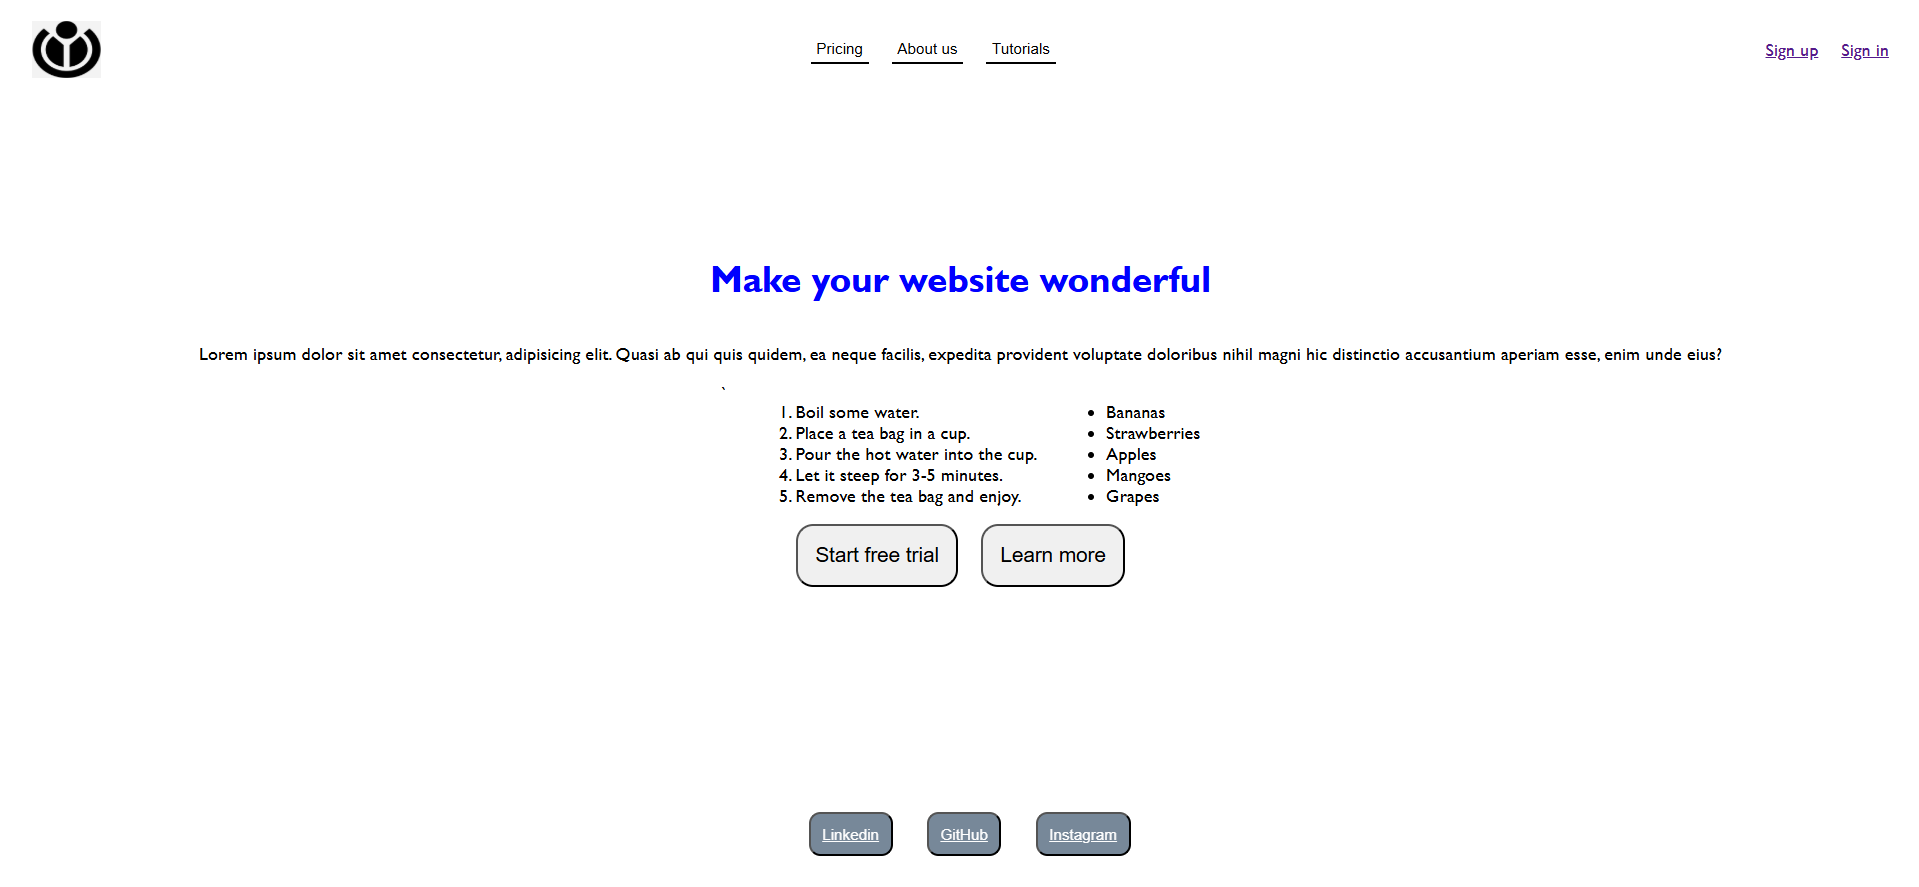 Pricing About us Tutorials Sign up Sign in
Make your website wonderful
Lorem ipsum dolor sit amet consectetur, adipisicing elit. Quasi ab qui quis quidem, ea neque facilis, expedita provident voluptate doloribus nihil magni hic distinctio accusantium aperiam esse, enim unde eius?
`
1. Boil some water.
2. Place a tea bag in a cup.
3. Pour the hot water into the cup.
4. Let it steep for 3-5 minutes.
5. Remove the tea bag and enjoy.
• Bananas
• Strawberries
• Apples
• Mangoes
• Grapes
Start free trial Learn more
Linkedin GitHub Instagram